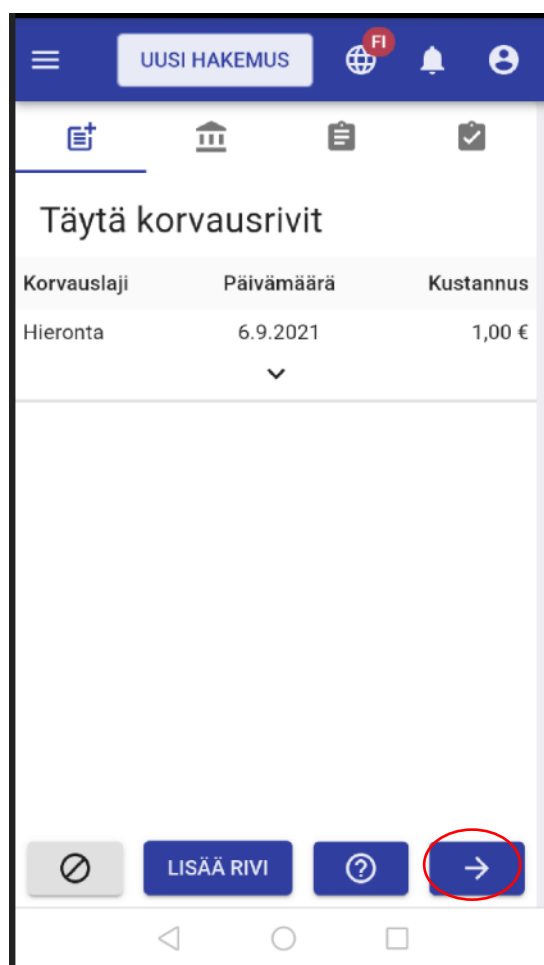 UUSI HAKEMUS FI
Täytä korvausrivit
Korvauslaji Päivämäärä Kustannus
Hieronta 6.9.2021 1,00 €
LISÄÄ RIVI